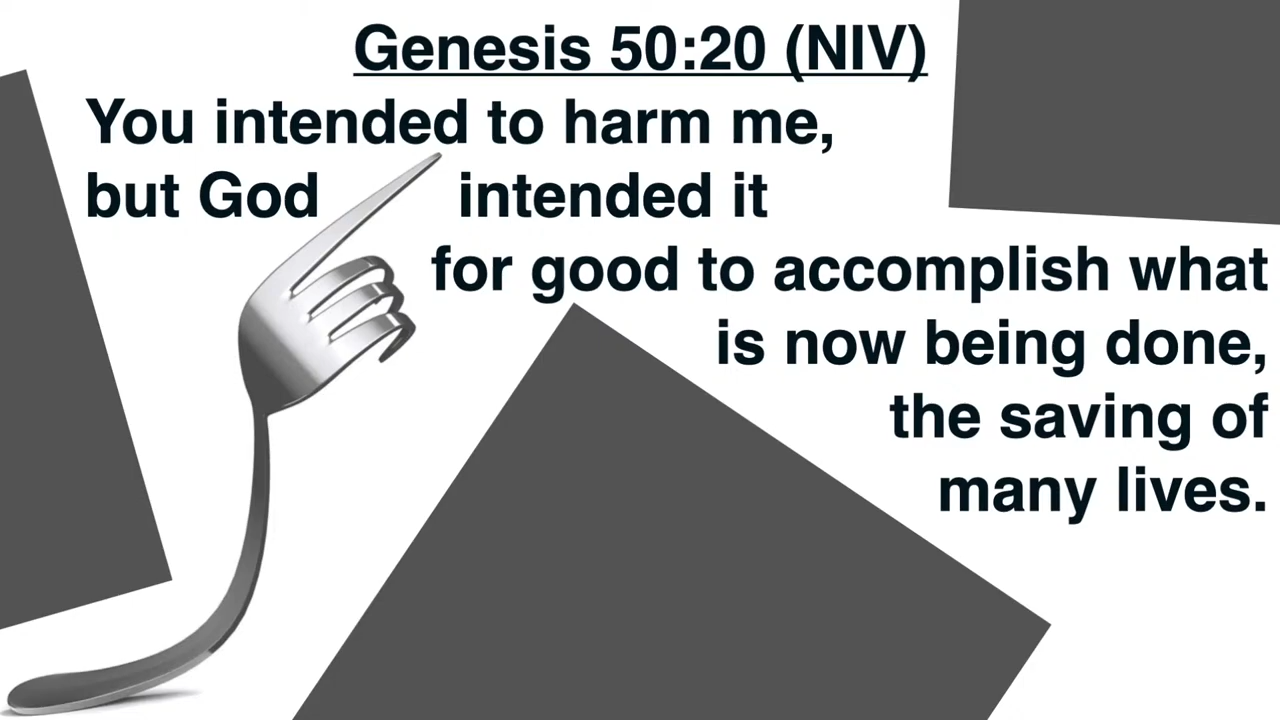 Genesis 50:20 (NIV)
You intended to harm me,
but God intended it
for good to accomplish what
is now being done,
the saving of
many lives.